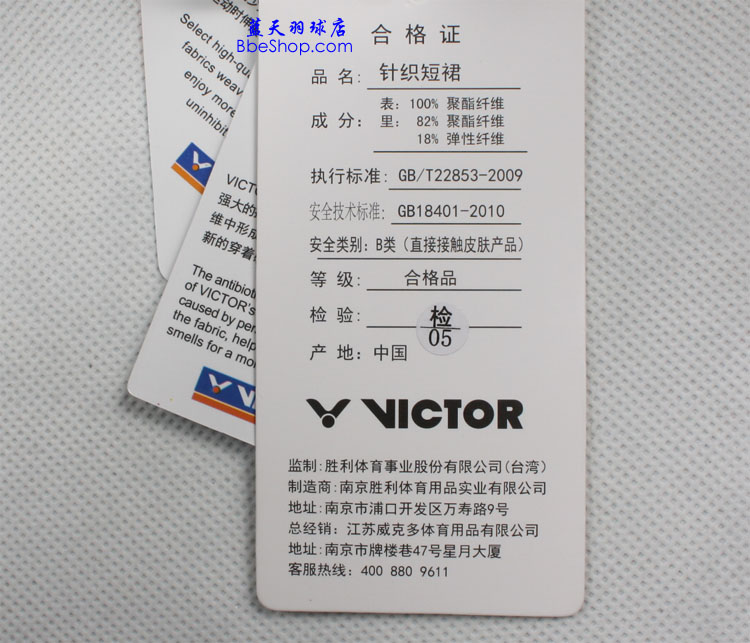 蓝天羽球店
BbeShop.com
运动时伸
Select high-qu
fabrics weav
enjoy more
uninhibit
VICTO
强大的
维中形成
新的穿着
The antibiotic
of VICTOR's
caused by per
the fabric, help
smells for a mo
VIC
合格证
品名: 针织短裙
成分: 表: 100% 聚酯纤维
里: 82% 聚酯纤维
18% 弹性纤维
执行标准: GB/T22853-2009
安全技术标准: GB18401-2010
安全类别: B类 (直接接触皮肤产品)
等级: 合格品
检验: 检
05
产地: 中国
VICTOR
监制: 胜利体育事业股份有限公司(台湾)
制造商: 南京胜利体育用品实业有限公司
地址: 南京市浦口开发区万寿路9号
总经销: 江苏威克多体育用品有限公司
地址: 南京市牌楼巷47号星月大厦
客服热线: 400 880 9611